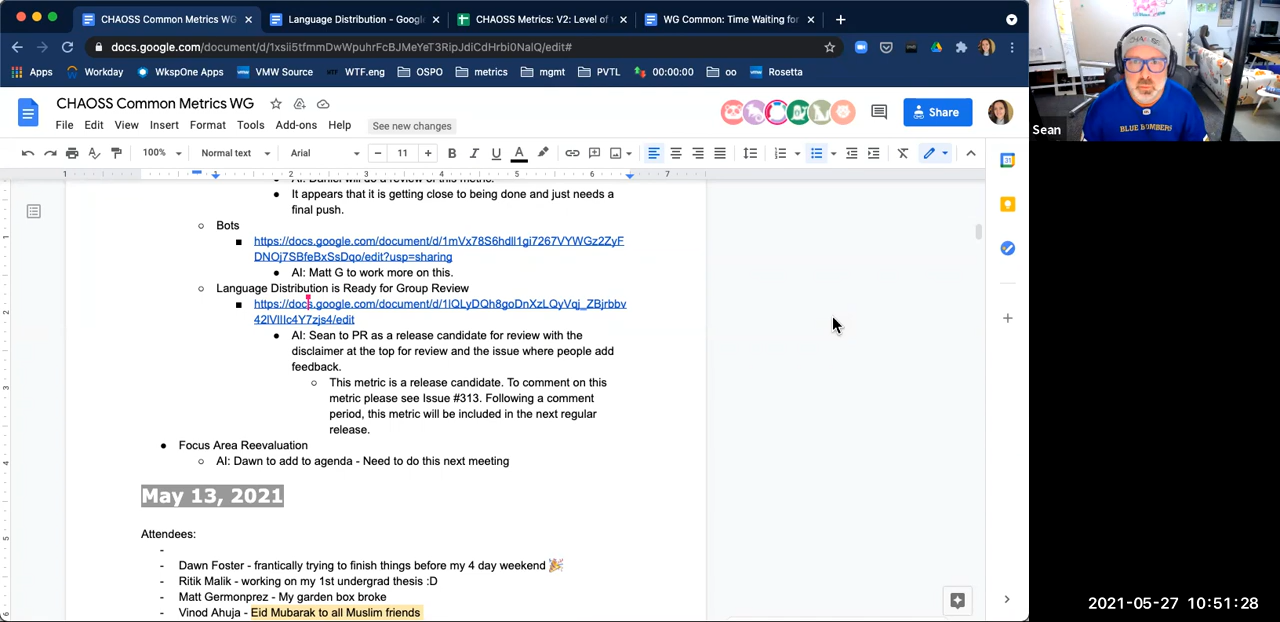 CHAOSS Common Metrics WG
Language Distribution - Google
CHAOSS Metrics: V2: Level of
WG Common: Time Waiting for
docs.google.com/document/d/1xsii5tfmmDwWpuhrFcBJMeYeT3RipJdiCdHrbi0NalQ/edit#
Apps Workday WkspOne Apps VMW Source WTF.eng OSPO metrics mgmt PVTL 00:00:00 oo Rosetta
CHAOSS Common Metrics WG
File Edit View Insert Format Tools Add-ons Help See new changes
Share
100% Normal text Arial 11
1 1 2 3 4 5 6 7
It appears that it is getting close to being done and just needs a
final push.
Bots
https://docs.google.com/document/d/1mVx78S6hdll1gi7267VYWGz2ZyF
DNOj7SBfeBxSsDqo/edit?usp=sharing
AI: Matt G to work more on this.
Language Distribution is Ready for Group Review
https://docs.google.com/document/d/1lQLyDQh8goDnXzLQyVqj_ZBjrbbv
42lVIIIc4Y7zjs4/edit
AI: Sean to PR as a release candidate for review with the
disclaimer at the top for review and the issue where people add
feedback.
This metric is a release candidate. To comment on this
metric please see Issue #313. Following a comment
period, this metric will be included in the next regular
release.
Focus Area Reevaluation
AI: Dawn to add to agenda - Need to do this next meeting
May 13, 2021
Attendees:
-
- Dawn Foster - frantically trying to finish things before my 4 day weekend 🎉
- Ritik Malik - working on my 1st undergrad thesis :D
- Matt Germonprez - My garden box broke
- Vinod Ahuja - Eid Mubarak to all Muslim friends
Sean
BLUE BOMBERS
2021-05-27 10:51:28